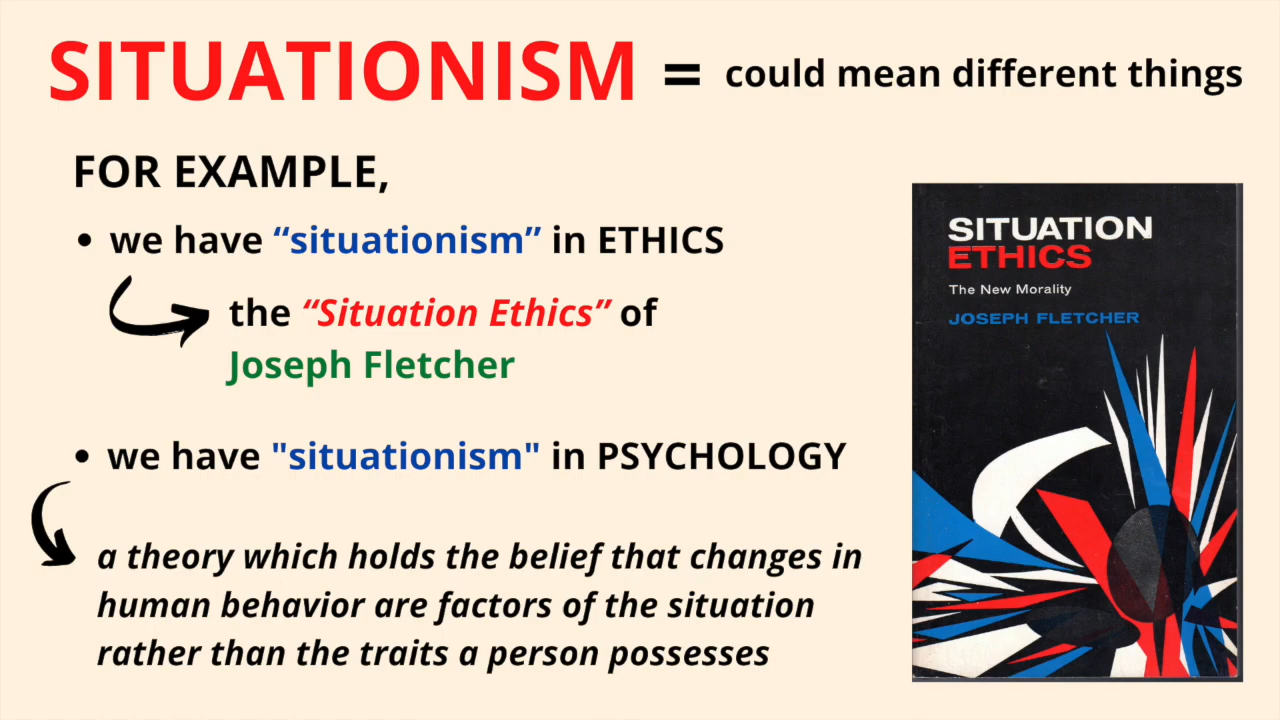 SITUATIONISM = could mean different things
FOR EXAMPLE,
• we have “situationism” in ETHICS
the “Situation Ethics” of
Joseph Fletcher
• we have "situationism" in PSYCHOLOGY
a theory which holds the belief that changes in
human behavior are factors of the situation
rather than the traits a person possesses
SITUATION
ETHICS
The New Morality
JOSEPH FLETCHER